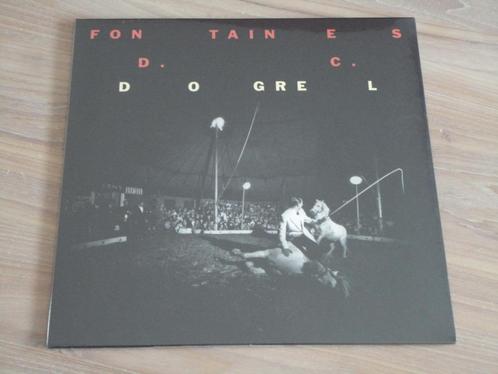 FON TAIN E S
D. C.
D O GRE L